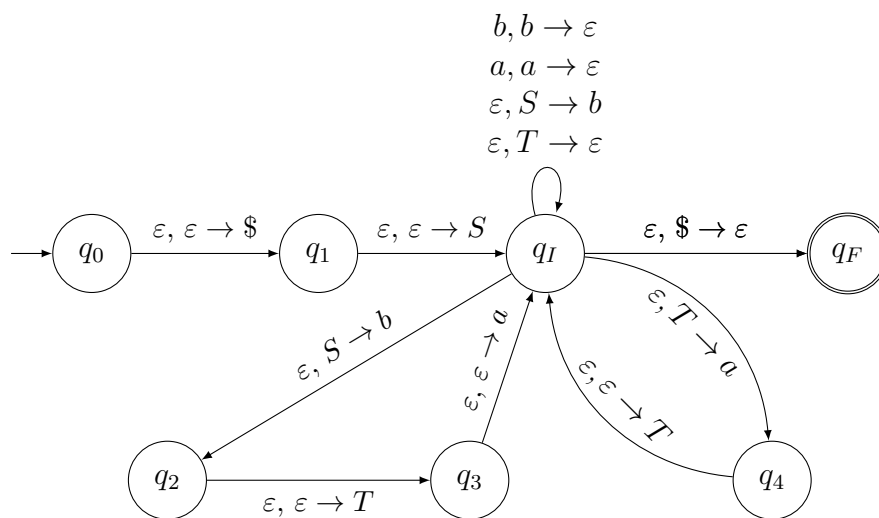 b, b → ε
a, a → ε
ε, S → b
ε, T → ε
q0
ε, ε → $
q1
ε, ε → S
qI
ε, $ → ε
qF
ε, S → b
ε, ε → a
ε, T → a
ε, ε → T
q2
ε, ε → T
q3
q4